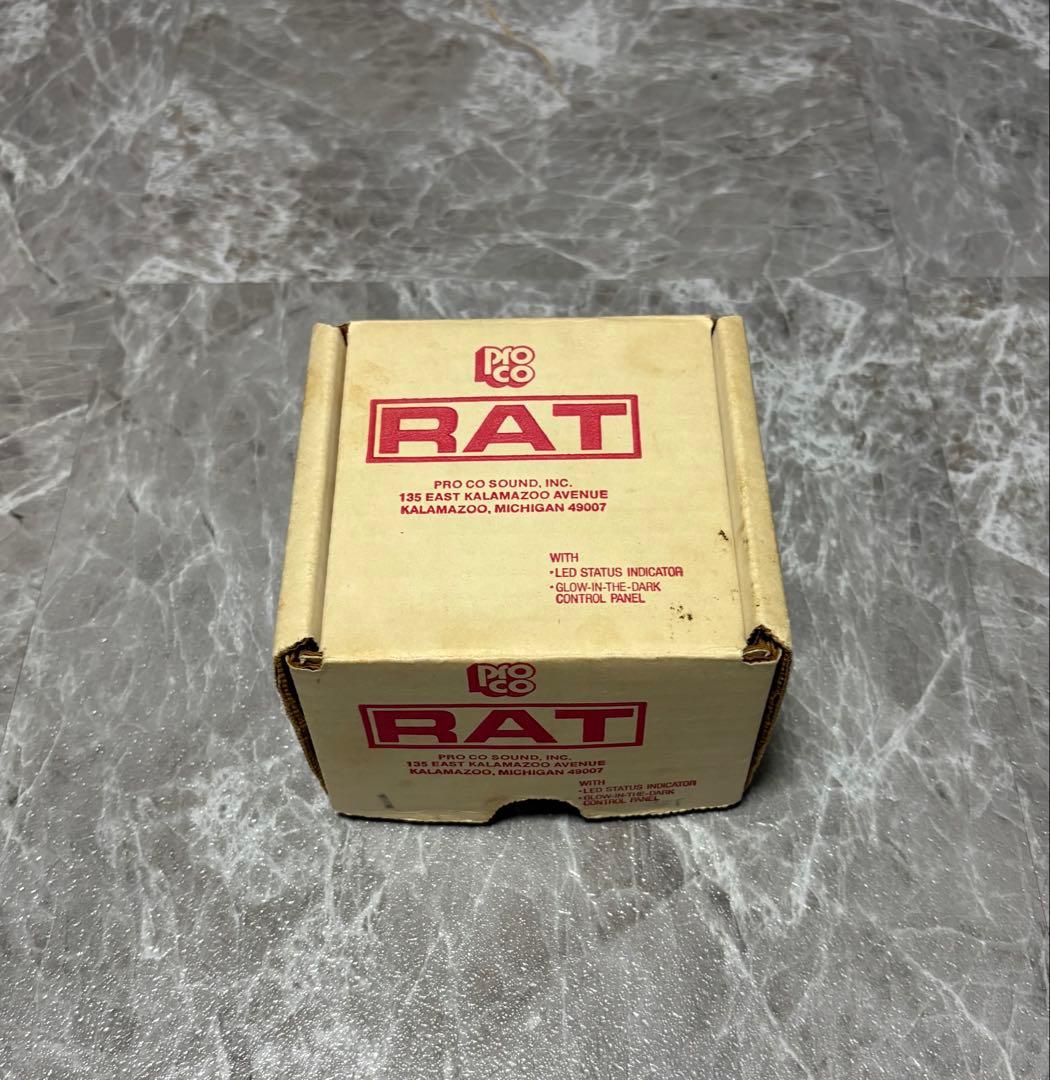 Pro
CO
RAT
PRO CO SOUND, INC.
135 EAST KALAMAZOO AVENUE
KALAMAZOO, MICHIGAN 49007
WITH
• LED STATUS INDICATOR
• GLOW-IN-THE-DARK
CONTROL PANEL
Pro
CO
RAT
PRO CO SOUND, INC.
135 EAST KALAMAZOO AVENUE
KALAMAZOO, MICHIGAN 49007
WITH
• LED STATUS INDICATOR
• GLOW-IN-THE-DARK
CONTROL PANEL